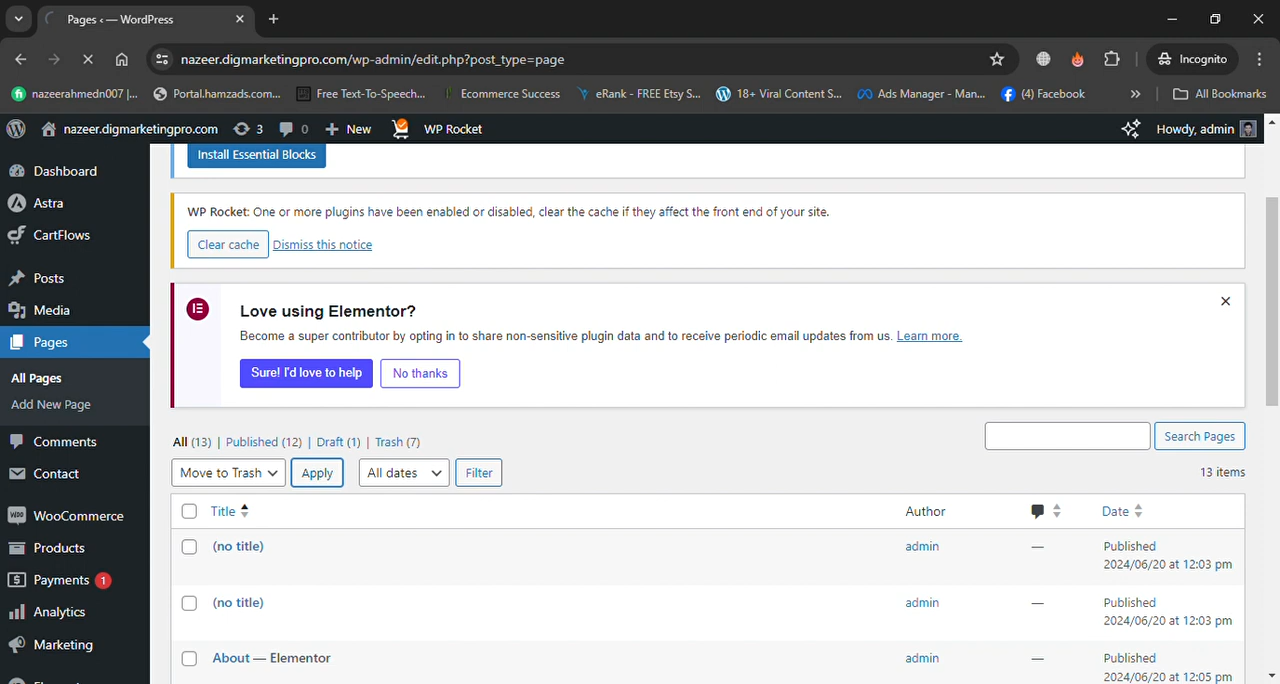 Pages ‹ — WordPress
nazeer.digmarketingpro.com/wp-admin/edit.php?post_type=page
Incognito
nazeerahmedn007 |...
Portal.hamzads.com...
Free Text-To-Speech...
Ecommerce Success
eRank - FREE Etsy S...
18+ Viral Content S...
Ads Manager - Man...
(4) Facebook
»
All Bookmarks
nazeer.digmarketingpro.com
3
0
New
WP Rocket
Howdy, admin
Dashboard
Astra
CartFlows
Posts
Media
Pages
All Pages
Add New Page
Comments
Contact
WooCommerce
Products
Payments 1
Analytics
Marketing
Install Essential Blocks
WP Rocket: One or more plugins have been enabled or disabled, clear the cache if they affect the front end of your site.
Clear cache Dismiss this notice
Love using Elementor?
Become a super contributor by opting in to share non-sensitive plugin data and to receive periodic email updates from us. Learn more.
Sure! I'd love to help No thanks
All (13) | Published (12) | Draft (1) | Trash (7)
Search Pages
Move to Trash Apply All dates Filter
13 items
Title Author Date
(no title) admin — Published
2024/06/20 at 12:03 pm
(no title) admin — Published
2024/06/20 at 12:03 pm
About — Elementor admin — Published
2024/06/20 at 12:05 pm